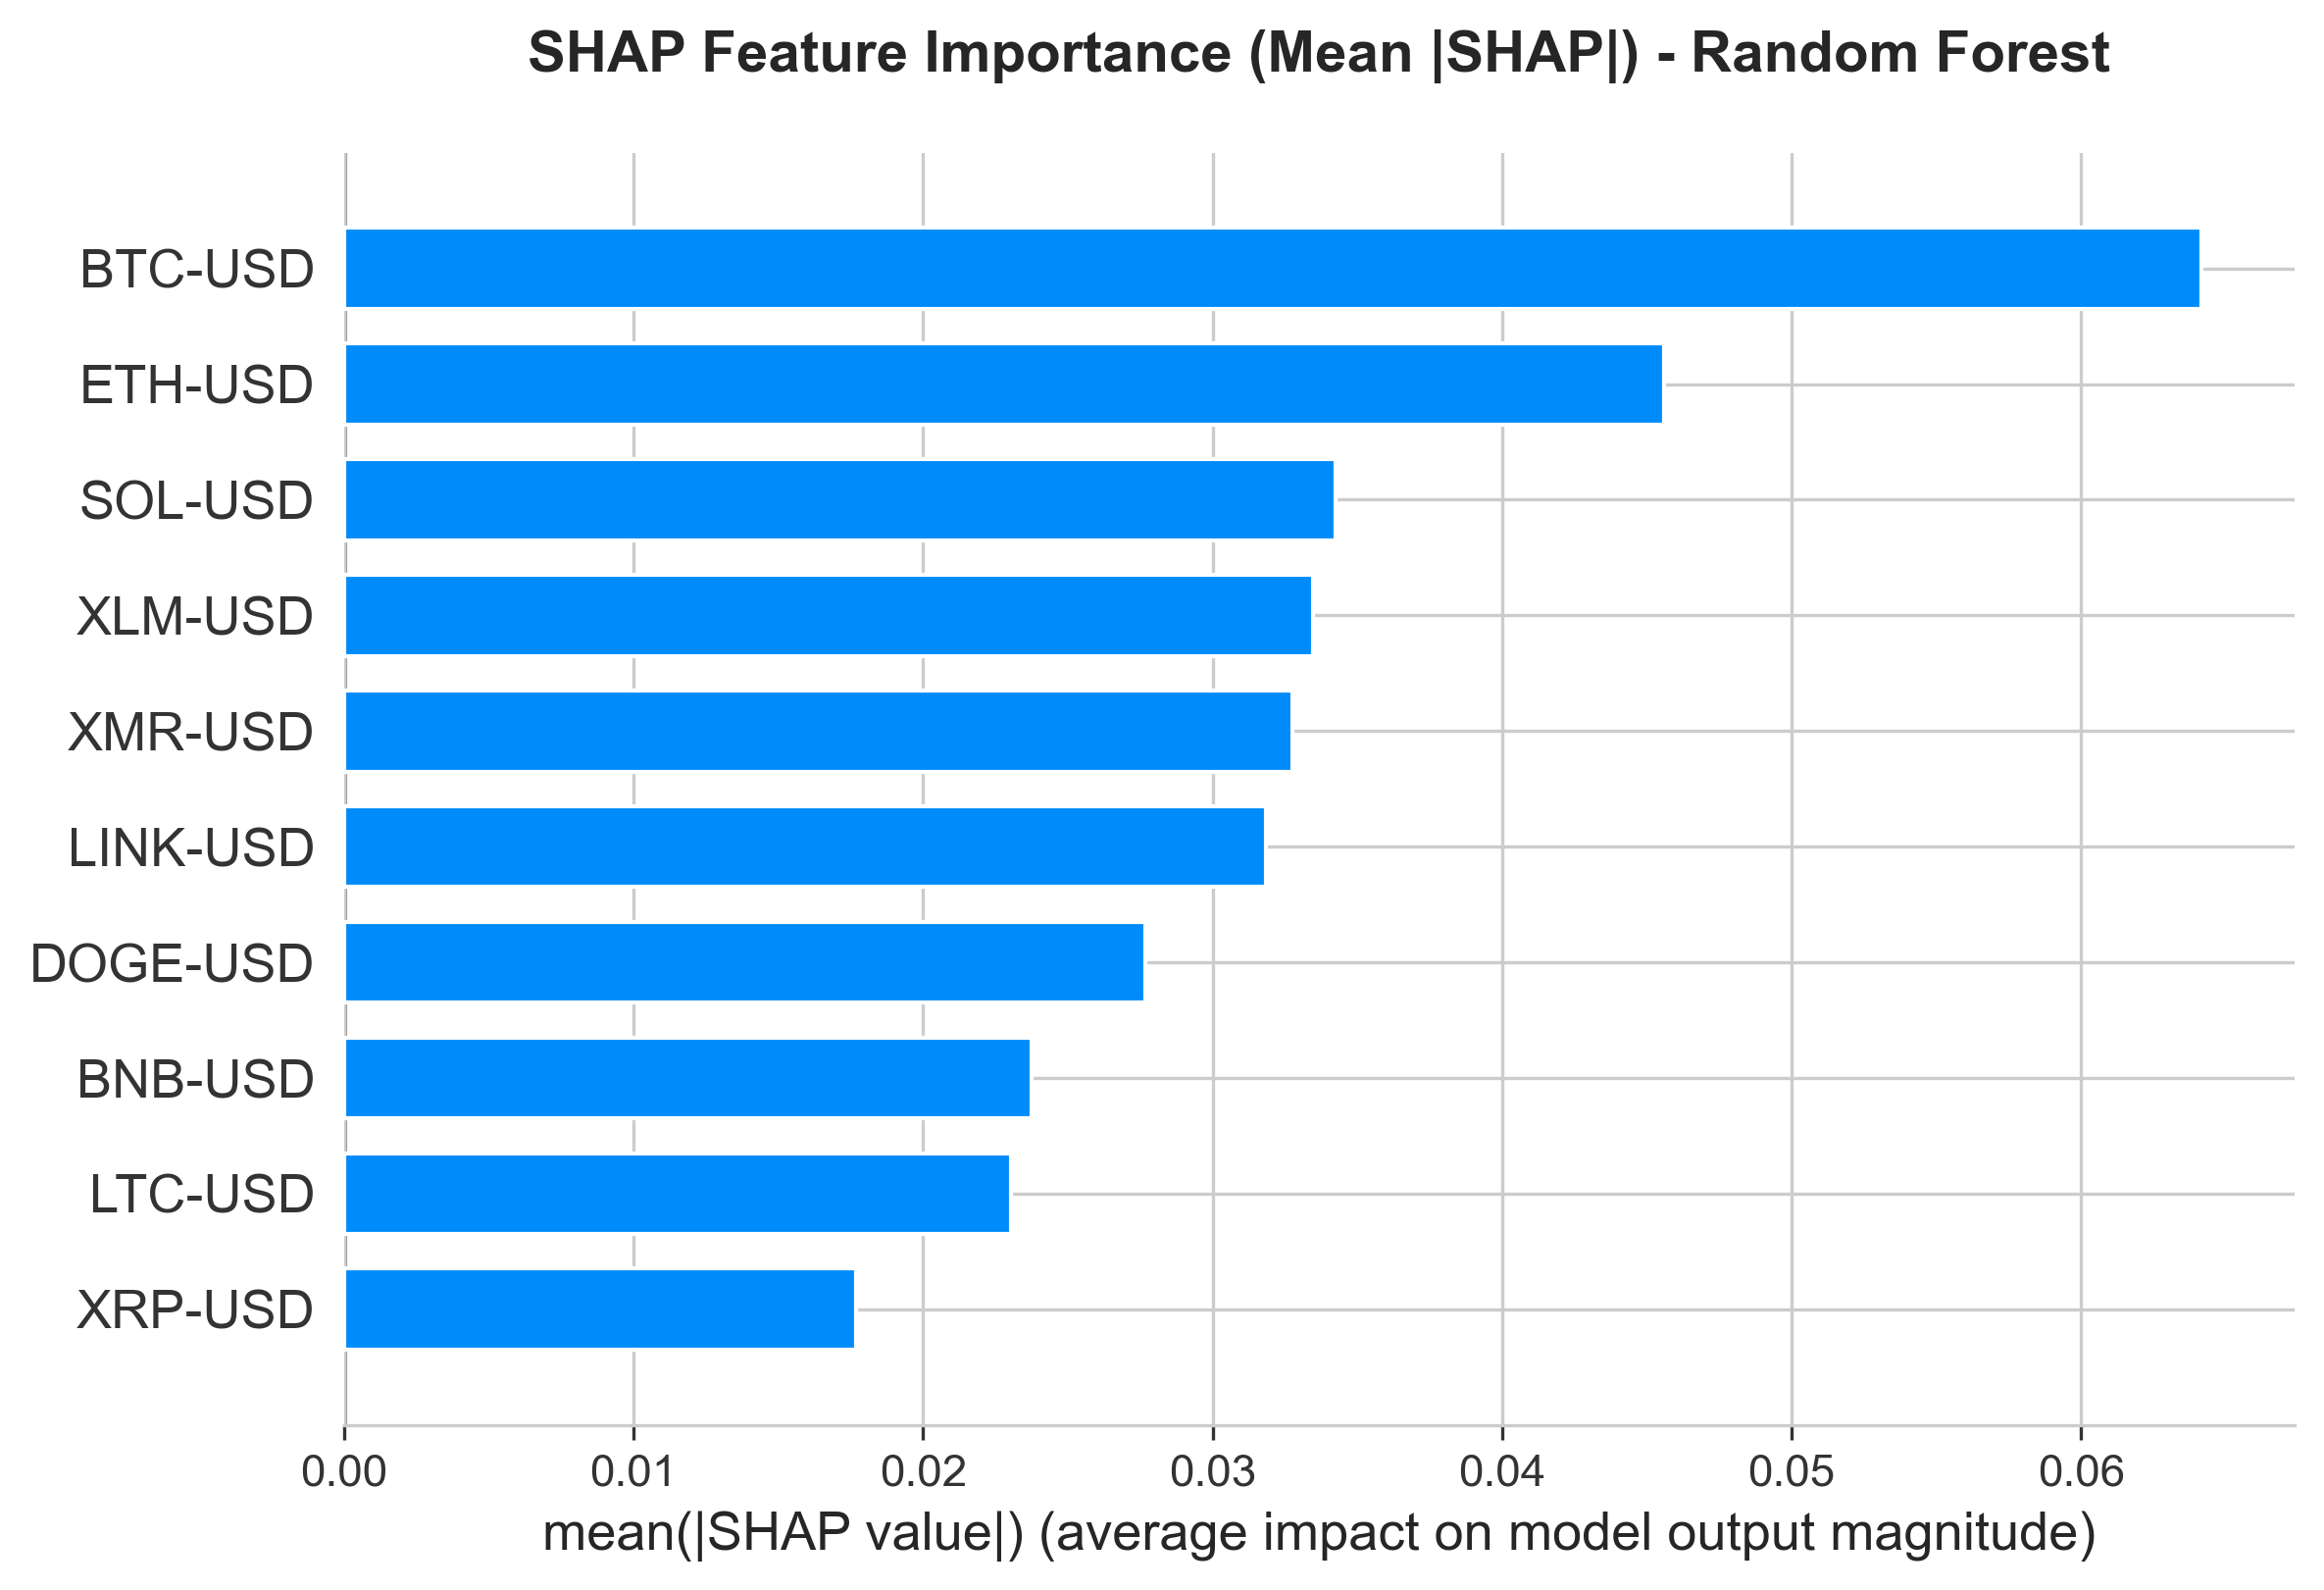 SHAP Feature Importance (Mean |SHAP|) - Random Forest
BTC-USD
ETH-USD
SOL-USD
XLM-USD
XMR-USD
LINK-USD
DOGE-USD
BNB-USD
LTC-USD
XRP-USD
0.00 0.01 0.02 0.03 0.04 0.05 0.06
mean(|SHAP value|) (average impact on model output magnitude)